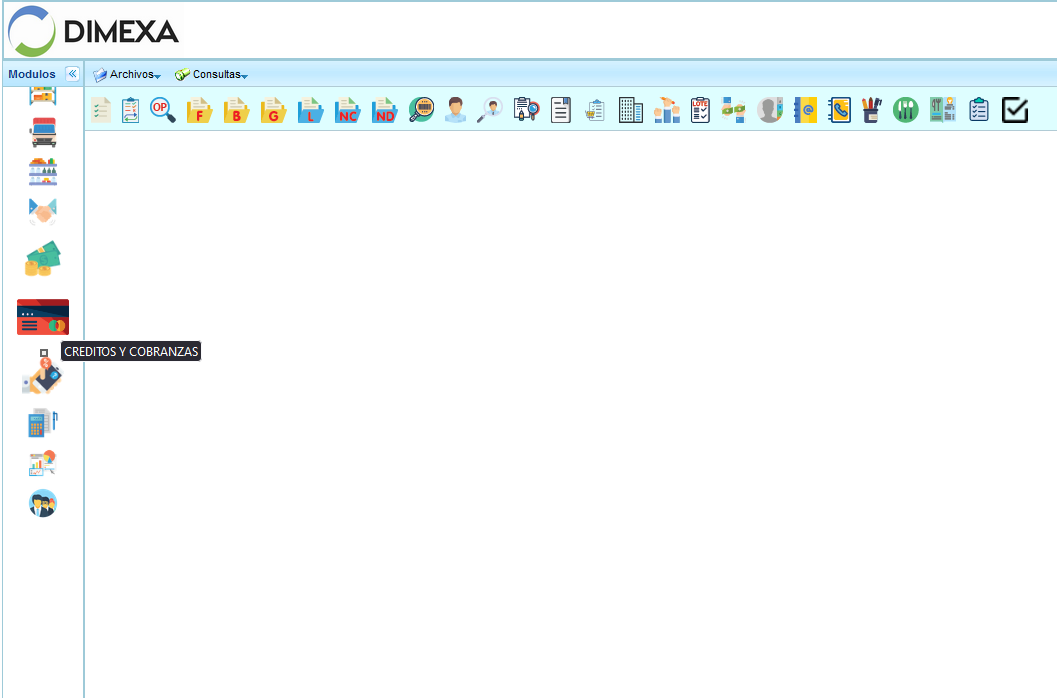 DIMEXA
Modulos « Archivos Consultas
OP F B G L NC ND LOTE @
CREDITOS Y COBRANZAS